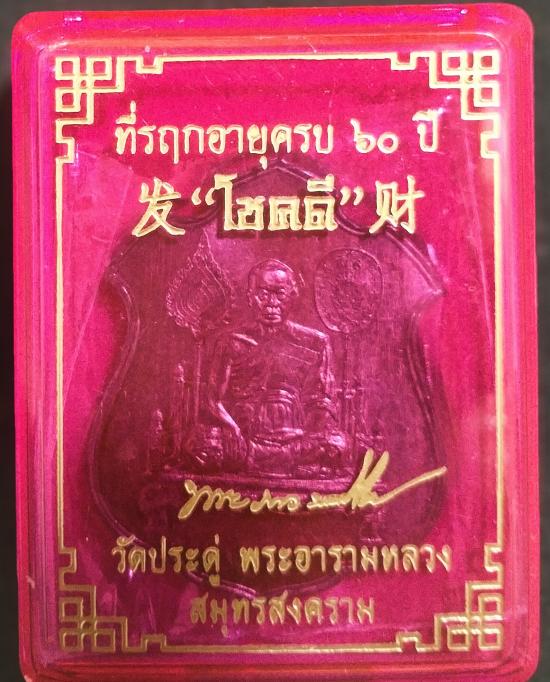 ที่รฤกอายุครบ ๖๐ ปี
发 “โชคดี” 财
วัดประดู่ พระอารามหลวง
สมุทรสงคราม